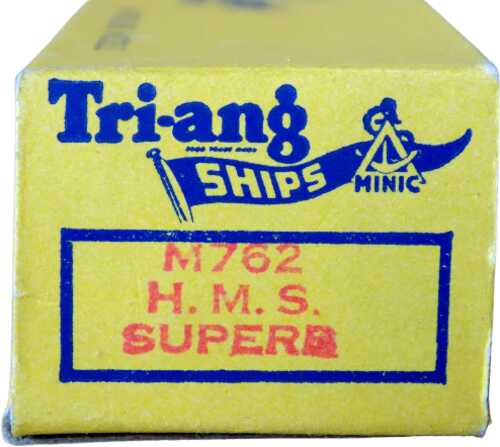 Tri-ang
SHIPS
MINIC
M762
H. M. S.
SUPERB